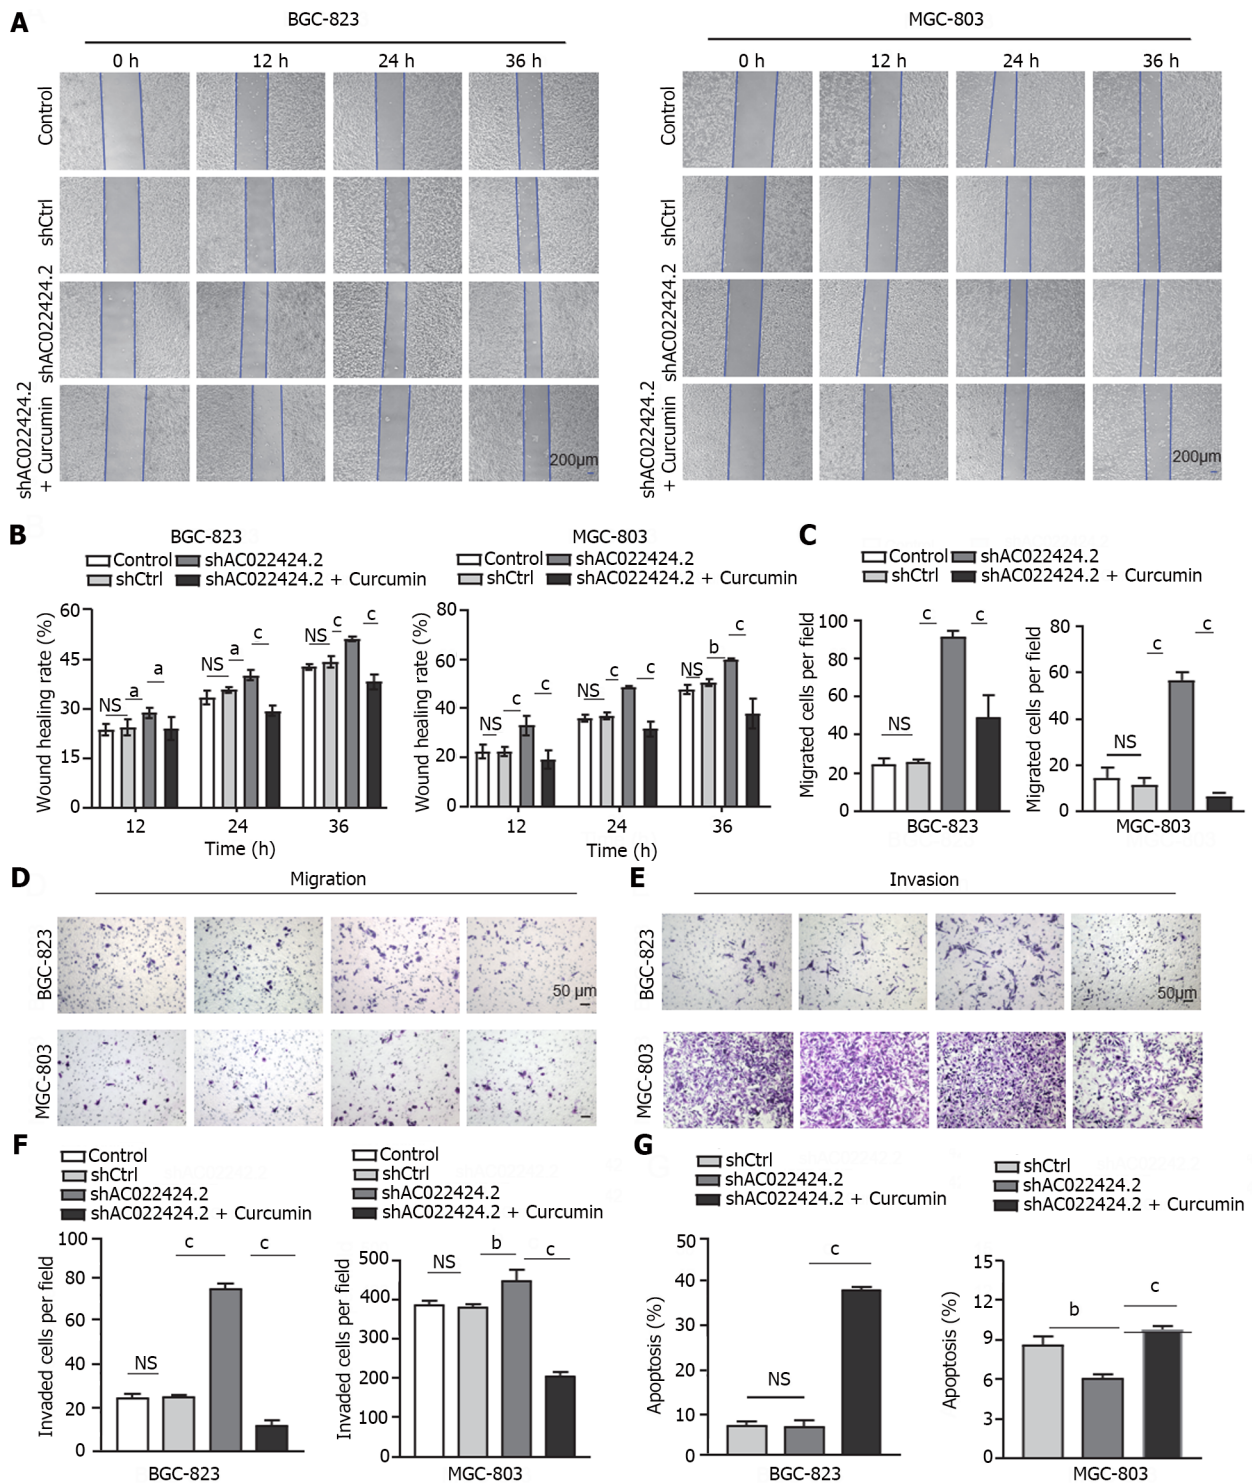 A
BGC-823
MGC-803
0 h
12 h
24 h
36 h
0 h
12 h
24 h
36 h
Control
shCtrl
shAC022424.2
shAC022424.2
+ Curcumin
200µm
Control
shCtrl
shAC022424.2
shAC022424.2
+ Curcumin
200µm
B
BGC-823
Control
shAC022424.2
shCtrl
shAC022424.2 + Curcumin
Wound healing rate (%)
60
45
30
15
0
NS
a
a
NS
a
c
NS
c
c
12
24
36
Time (h)
MGC-803
Control
shAC022424.2
shCtrl
shAC022424.2 + Curcumin
Wound healing rate (%)
80
60
40
20
0
NS
c
c
NS
c
c
NS
b
c
12
24
36
Time (h)
C
Control
shAC022424.2
shCtrl
shAC022424.2 + Curcumin
Migrated cells per field
100
80
60
40
20
0
NS
c
c
BGC-823
Migrated cells per field
80
60
40
20
0
NS
c
c
MGC-803
D
Migration
BGC-823
50 µm
MGC-803
E
Invasion
BGC-823
50µm
MGC-803
F
Control
shCtrl
shAC022424.2
shAC022424.2 + Curcumin
Invaded cells per field
100
80
60
40
20
0
NS
c
c
BGC-823
Control
shCtrl
shAC022424.2
shAC022424.2 + Curcumin
Invaded cells per field
500
400
300
200
100
0
NS
b
c
MGC-803
G
shCtrl
shAC022424.2
shAC022424.2 + Curcumin
Apoptosis (%)
50
40
30
20
10
0
NS
c
BGC-823
shCtrl
shAC022424.2
shAC022424.2 + Curcumin
Apoptosis (%)
15
12
9
6
3
0
b
c
MGC-803